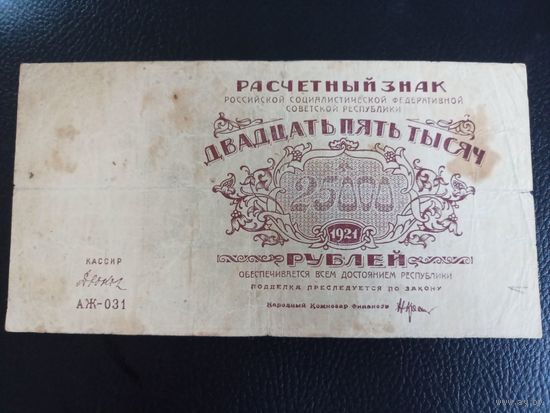 РАСЧЕТНЫЙ ЗНАК
РОССИЙСКОЙ СОЦИАЛИСТИЧЕСКОЙ ФЕДЕРАТИВНОЙ
СОВЕТСКОЙ РЕСПУБЛИКИ
ДВАДЦАТЬ ПЯТЬ ТЫСЯЧ
25000
1921
РУБЛЕЙ
ОБЕСПЕЧИВАЕТСЯ ВСЕМ ДОСТОЯНИЕМ РЕСПУБЛИКИ
ПОДДЕЛКА ПРЕСЛЕДУЕТСЯ ПО ЗАКОНУ
Народный Комиссар Финансов
КАССИР
АЖ-031